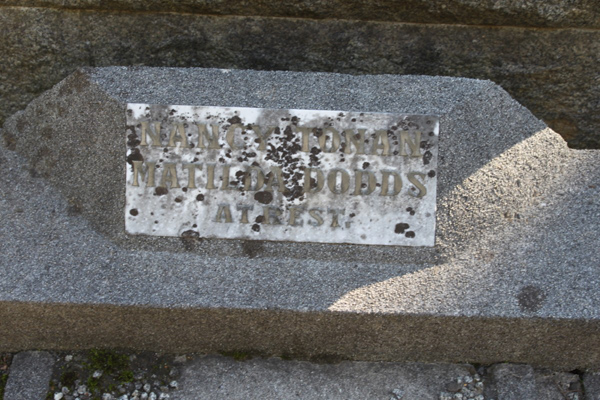 NANCY TONAN
MATILDA DODDS
AT REST.